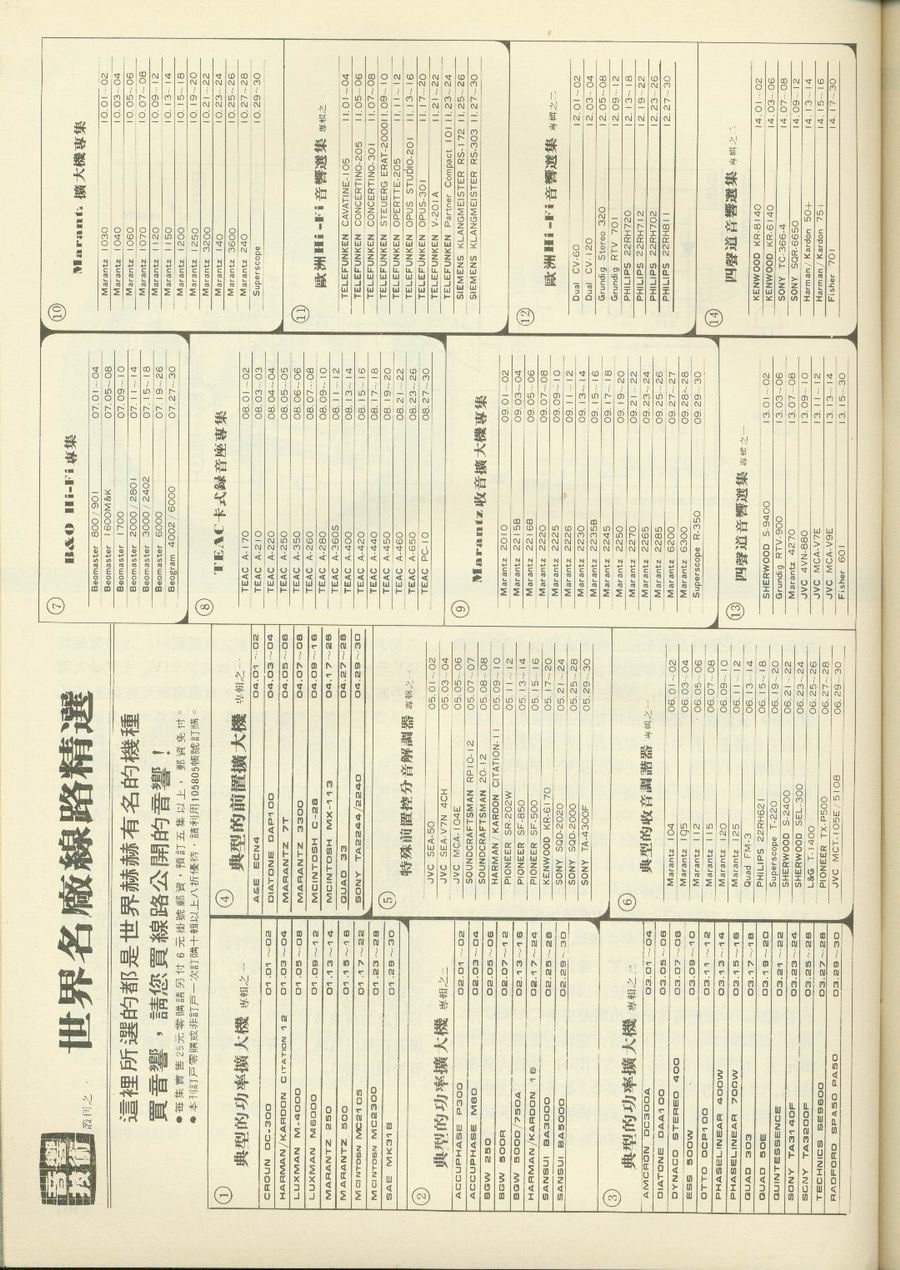 音響技術 叢刊之
世界名廠線路精選
這裡所選的都是世界赫赫有名的機種
買音響，請您買線路公開的音響！
●每集實售25元零購請另付6元掛號郵資，預訂五集以上，郵資免付。
●本刊訂戶零購或非訂戶一次訂購十輯以上八折優待，請利用105805帳號訂購。
① 典型的功率擴大機 專輯之一
CROUN DC-300 01.01~02
HARMAN/KARDON CITATION 12 01.03~04
LUXMAN M-4000 01.05~08
LUXMAN M6000 01.09~12
MARANTZ 250 01.13~14
MARANTZ 500 01.15~16
MCINTOSH MC2105 01.17~22
MCINTOSH MC2300 01.23~28
SAE MK31B 01.29~30
② 典型的功率擴大機 專輯之二
ACCUPHASE P300 02.01~02
ACCUPHASE M60 02.03~04
BGW 250 02.05~06
BGW 500R 02.07~12
BGW 500D/750A 02.13~16
HARMAN/KARDON 16 02.17~24
SANSUI BA3000 02.25~28
SANSUI BA5000 02.29~30
③ 典型的功率擴大機 專輯之三
AMCRON DC300A 03.01~04
DIATONE DAA100 03.05~06
DYNACO STEREO 400 03.07~08
ESS 500W 03.09~10
OTTO DCP100 03.11~12
PHASELINEAR 400W 03.13~14
PHASELINEAR 700W 03.15~16
QUAD 303 03.17~18
QUAD 50E 03.19~20
QUINTESSENCE 03.21~22
SONY TA3140F 03.23~24
SONY TA3200F 03.25~26
TECHNICS SE9600 03.27~28
RADFORD SPA50 PA50 03.29~30
④ 典型的前置擴大機 專輯之一
A&E ECN4 04.01~02
DIATONE DAP100 04.03~04
MARANTZ 7T 04.05~06
MARANTZ 3300 04.07~08
MCINTOSH C-28 04.09~16
MCINTOSH MX-113 04.17~26
QUAD 33 04.27~28
SONY TA2244/2240 04.29~30
⑤ 特殊前置控分音解調器 專輯之一
JVC SEA-50 05.01~02
JVC SEA-V7N 4CH 05.03~04
JVC MCA-104E 05.05~06
SOUNDCRAFTSMAN RP10-12 05.07~07
SOUNDCRAFTSMAN 20-12 05.08~08
HARMAN KARDON CITATION-11 05.09~10
PIONEER SR-202W 05.11~12
PIONEER SF-850 05.13~14
PIONEER SF-500 05.15~16
KENWOOD KR-6170 05.17~20
SONY SQD-2020 05.21~24
SONY SQD-2000 05.25~28
SONY TA-4300F 05.29~30
⑥ 典型的收音調諧器 專輯之一
Marantz 104 06.01~02
Marantz 105 06.03~04
Marantz 112 06.05~06
Marantz 115 06.07~08
Marantz 120 06.09~10
Marantz 125 06.11~12
Quad FM-3 06.13~14
PHILIPS 22RH621 06.15~18
Superscope T-220 06.19~20
SHERWOOD S-2400 06.21~22
SHERWOOD SEL-300 06.23~24
L&G T-1400 06.25~26
PIONEER TX-P500 06.27~28
JVC MCT-105E/5108 06.29~30
⑦ B&O Hi-Fi專集
Beomaster 800/901 07.01~04
Beomaster 1600M&K 07.05~08
Beomaster 1700 07.09~10
Beomaster 2000/2801 07.11~14
Beomaster 3000/2402 07.15~18
Beomaster 6000 07.19~26
Beogram 4002/6000 07.27~30
⑧ TEAC卡式録音座專集
TEAC A-170 08.01~02
TEAC A-210 08.03~03
TEAC A-220 08.04~04
TEAC A-250 08.05~05
TEAC A-350 08.06~06
TEAC A-260 08.07~08
TEAC A-280 08.09~10
TEAC A-360S 08.11~12
TEAC A-400 08.13~14
TEAC A-420 08.15~16
TEAC A-440 08.17~18
TEAC A-450 08.19~20
TEAC A-460 08.21~22
TEAC A-650 08.23~26
TEAC PC-10 08.27~30
⑨ Marantz收音擴大機專集
Marantz 2010 09.01~02
Marantz 2215B 09.03~04
Marantz 2216B 09.05~06
Marantz 2220 09.07~08
Marantz 2225 09.09~10
Marantz 2226 09.11~12
Marantz 2230 09.13~14
Marantz 2235B 09.15~16
Marantz 2245 09.17~18
Marantz 2250 09.19~20
Marantz 2270 09.21~22
Marantz 2265 09.23~24
Marantz 2285 09.25~26
Marantz 6200 09.27~27
Marantz 6300 09.28~28
Superscope R-350 09.29~30
⑩ Marantz 擴大機專集
Marantz 1030 10.01~02
Marantz 1040 10.03~04
Marantz 1060 10.05~06
Marantz 1070 10.07~08
Marantz 1120 10.09~12
Marantz 1150 10.13~14
Marantz 1200 10.15~18
Marantz 1250 10.19~20
Marantz 3200 10.21~22
Marantz 140 10.23~24
Marantz 3600 10.25~26
Marantz 240 10.27~28
Superscope 10.29~30
⑪ 歐洲Hi-Fi音響選集 專輯之一
TELEFUNKEN CAVATINE-105 11.01~04
TELEFUNKEN CONCERTINO-205 11.05~06
TELEFUNKEN CONCERTINO-301 11.07~08
TELEFUNKEN STEUERG ERAT-2000 11.09~10
TELEFUNKEN OPERTTE-205 11.11~12
TELEFUNKEN OPUS STUDIO-201 11.13~16
TELEFUNKEN OPUS-301 11.17~20
TELEFUNKEN V-201A 11.21~22
TELEFUNKEN Partner Compact 101 11.23~24
SIEMENS KLANGMEISTER RS-172 11.25~26
SIEMENS KLANGMEISTER RS-303 11.27~30
⑫ 歐洲Hi-Fi音響選集 專輯之二
Dual CV-60 12.01~02
Dual CV-120 12.03~04
Grundig Stereo 320 12.05~08
Grundig RTV 701 12.09~12
PHILIPS 22RH720 12.13~18
PHILIPS 22RH712 12.19~22
PHILIPS 22RH702 12.23~26
PHILIPS 22RH811 12.27~30
⑬ 四聲道音響選集 專輯之一
SHERWOOD S-9400 13.01~02
Grundig RTV-900 13.03~06
Marantz 4270 13.07~08
JVC 4VN-880 13.09~10
JVC MCA-V7E 13.11~12
JVC MCA-V9E 13.13~14
Fisher 601 13.15~30
⑭ 四聲道音響選集 專輯之二
KENWOOD KR-8140 14.01~02
KENWOOD KR-6140 14.03~06
SONY TC-366-4 14.07~08
SONY SQR-6650 14.09~12
Harman/Kardon 50+ 14.13~14
Harman/Kardon 75+ 14.15~16
Fisher 701 14.17~30